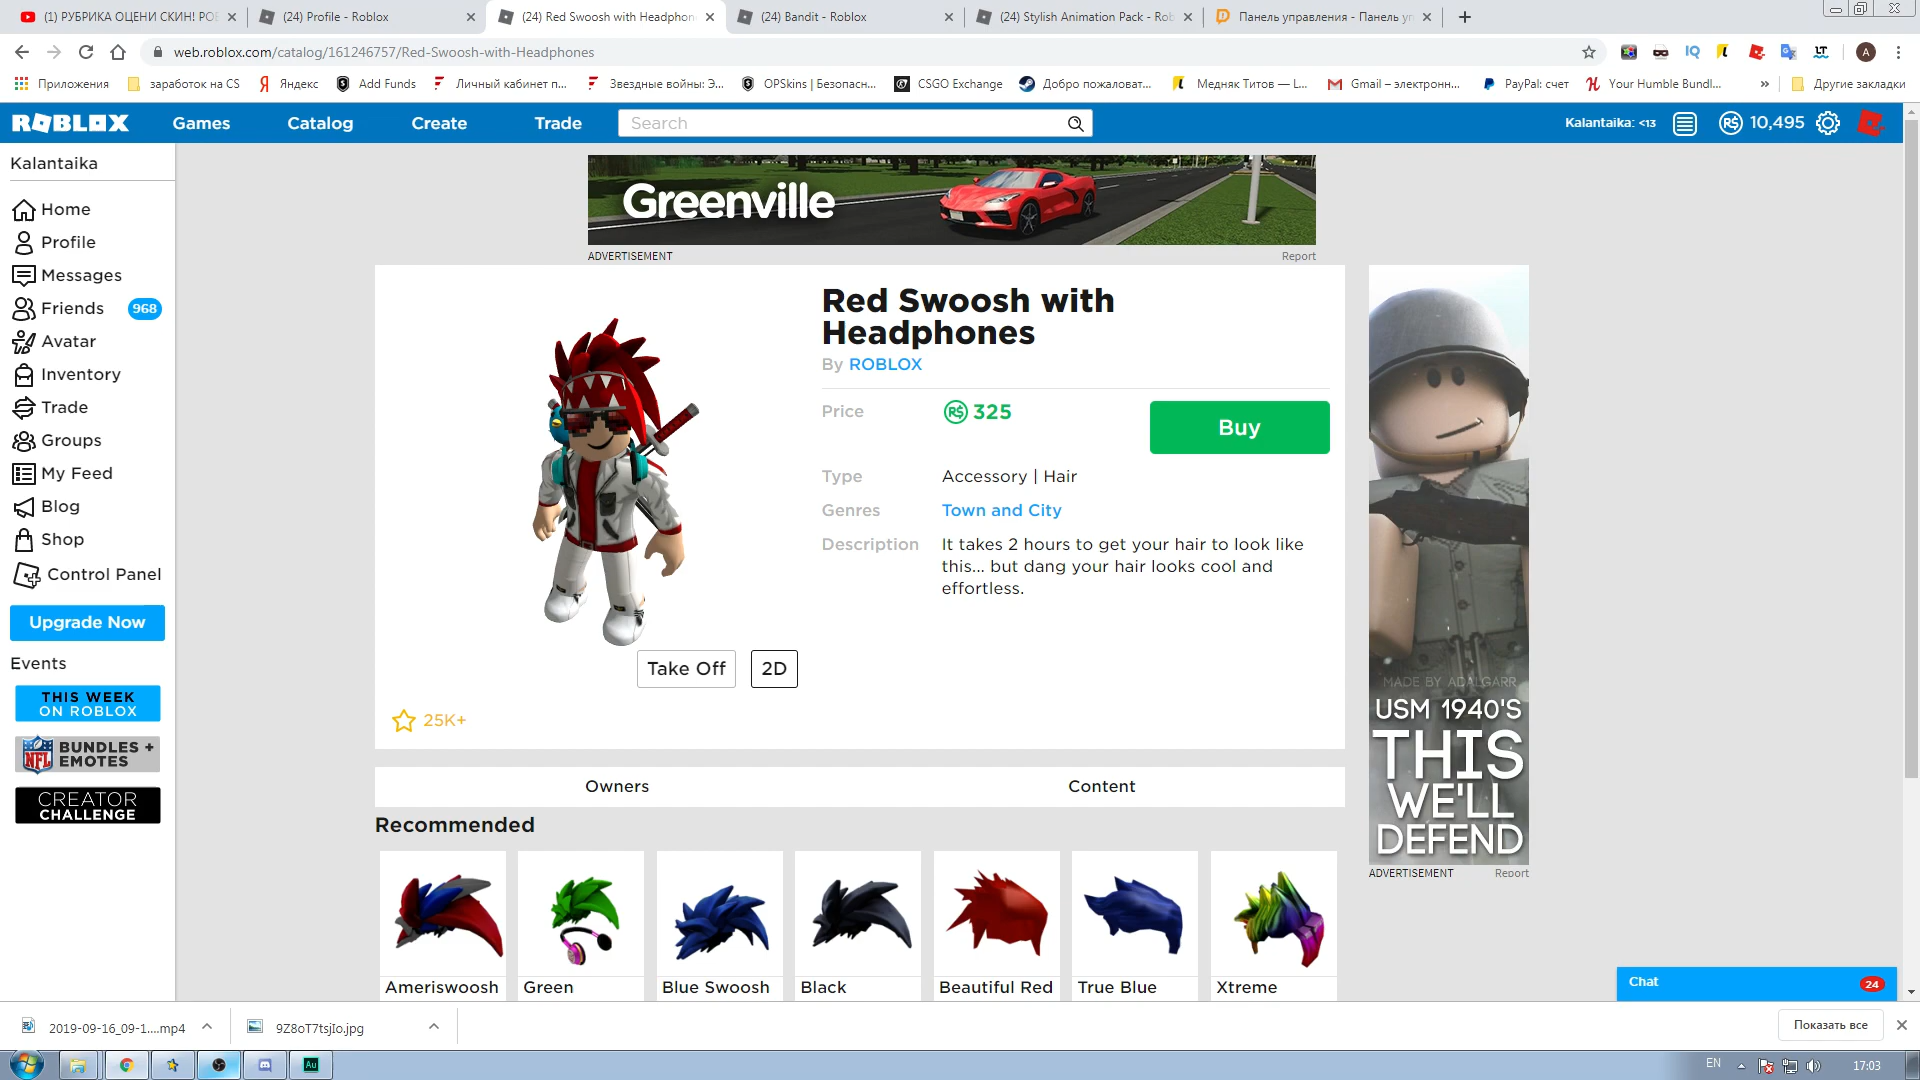 (1) РУБРИКА ОЦЕНИ СКИН! РОБ
(24) Profile - Roblox
(24) Red Swoosh with Headphon
(24) Bandit - Roblox
(24) Stylish Animation Pack - Rob
Панель управления - Панель уп
web.roblox.com/catalog/161246757/Red-Swoosh-with-Headphones
IQ
LT
A
Приложения
заработок на CS
Яндекс
Add Funds
Личный кабинет п...
Звездные войны: Э...
OPSkins | Безопасн...
CSGO Exchange
Добро пожаловат...
Медняк Титов — L...
Gmail – электронн...
PayPal: счет
Your Humble Bundl...
»
Другие закладки
ROBLOX
Games
Catalog
Create
Trade
Search
Kalantaika: <13
R$ 10,495
Kalantaika
Home
Profile
Messages
Friends 968
Avatar
Inventory
Trade
Groups
My Feed
Blog
Shop
Control Panel
Upgrade Now
Events
THIS WEEK
ON ROBLOX
NFL BUNDLES +
EMOTES
CREATOR
CHALLENGE
Greenville
ADVERTISEMENT
Report
Red Swoosh with
Headphones
By ROBLOX
Price
R$ 325
Buy
Type
Accessory | Hair
Genres
Town and City
Description
It takes 2 hours to get your hair to look like
this... but dang your hair looks cool and
effortless.
Take Off
2D
25K+
MADE BY ADALGARR
USM 1940'S
THIS
WE'LL
DEFEND
ADVERTISEMENT
Report
Owners
Content
Recommended
Ameriswoosh
Green
Blue Swoosh
Black
Beautiful Red
True Blue
Xtreme
Chat
24
2019-09-16_09-1....mp4
9Z8oT7tsjIo.jpg
Показать все
Au
EN
17:03